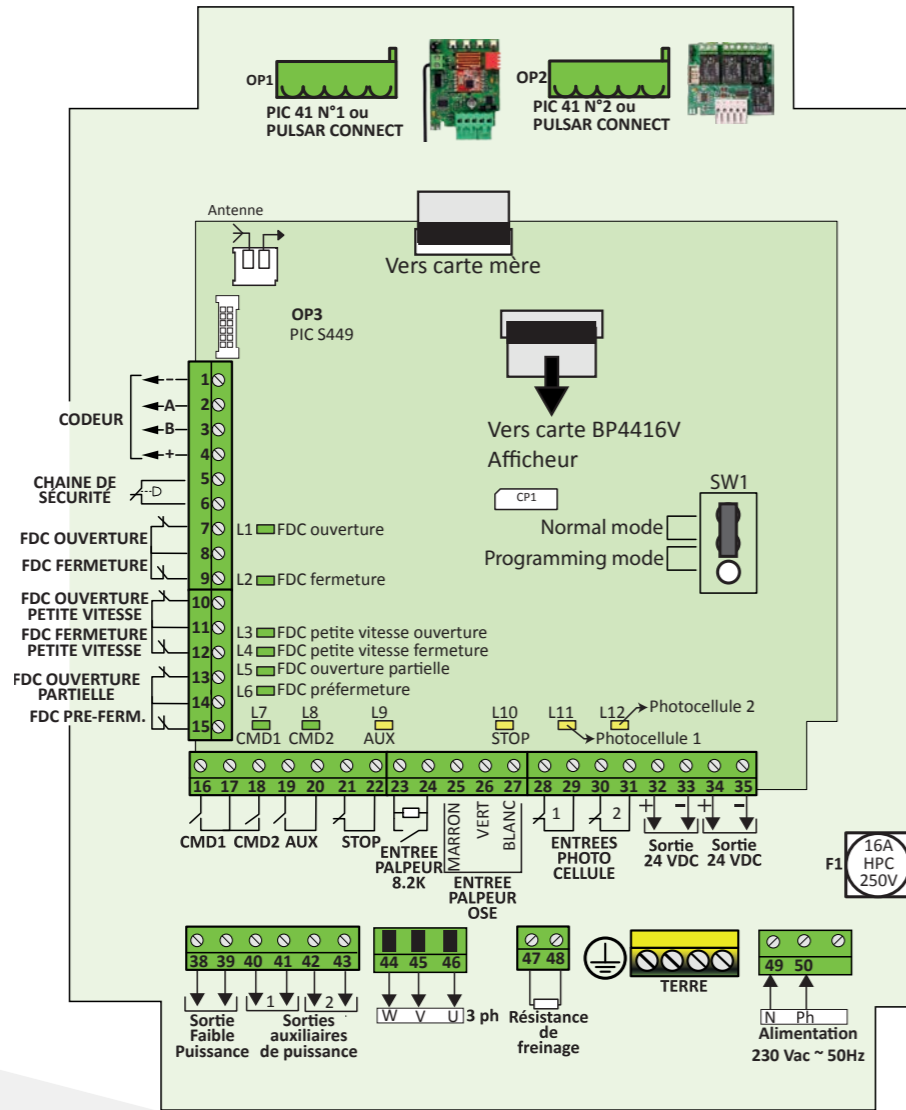 OP1
PIC 41 N°1 ou
PULSAR CONNECT
OP2
PIC 41 N°2 ou
PULSAR CONNECT
Antenne
Vers carte mère
OP3
PIC S449
Vers carte BP4416V
Afficheur
CP1
SW1
Normal mode
Programming mode
CODEUR
-
A
B
+
CHAINE DE
SÉCURITÉ
FDC OUVERTURE
FDC FERMETURE
FDC OUVERTURE
PETITE VITESSE
FDC FERMETURE
PETITE VITESSE
FDC OUVERTURE
PARTIELLE
FDC PRE-FERM.
1
2
3
4
5
6
7
8
9
10
11
12
13
14
15
L1 FDC ouverture
L2 FDC fermeture
L3 FDC petite vitesse ouverture
L4 FDC petite vitesse fermeture
L5 FDC ouverture partielle
L6 FDC préfermeture
L7 L8 L9 L10 L11 L12
CMD1 CMD2 AUX STOP
Photocellule 2
Photocellule 1
16 17 18 19 20 21 22 23 24 25 26 27 28 29 30 31 32 33 34 35
CMD1 CMD2 AUX STOP
ENTREE
PALPEUR
8.2K
MARRON
VERT
BLANC
ENTREE
PALPEUR
OSE
1 2
ENTREES
PHOTO
CELLULE
+ - + -
Sortie
24 VDC
Sortie
24 VDC
F1
16A
HPC
250V
38 39 40 41 42 43
1 2
Sortie
Faible
Puissance
Sorties
auxiliaires
de puissance
44 45 46
W V U 3 ph
47 48
Résistance
de
freinage
TERRE
49 50
N Ph
Alimentation
230 Vac ~ 50Hz